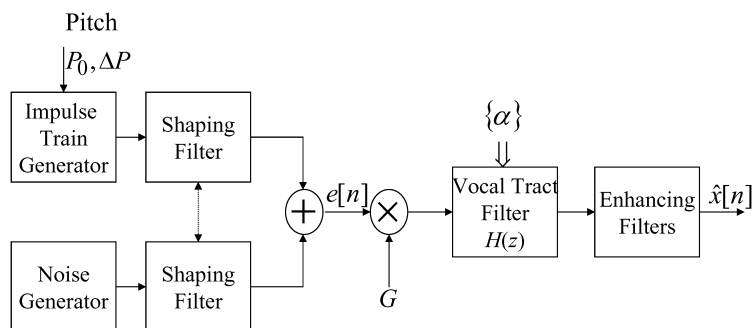 Pitch
P₀, ΔP
Impulse
Train
Generator
Shaping
Filter
Noise
Generator
Shaping
Filter
+
e[n]
×
G
{α}
Vocal Tract
Filter
H(z)
Enhancing
Filters
x̂[n]